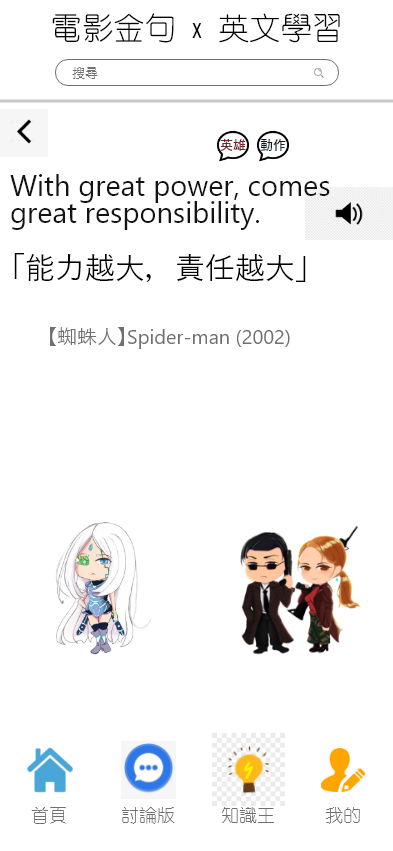 電影金句 x 英文學習
搜尋
英雄 動作
With great power, comes
great responsibility.
「能力越大，責任越大」
【蜘蛛人】Spider-man (2002)
首頁 討論版 知識王 我的